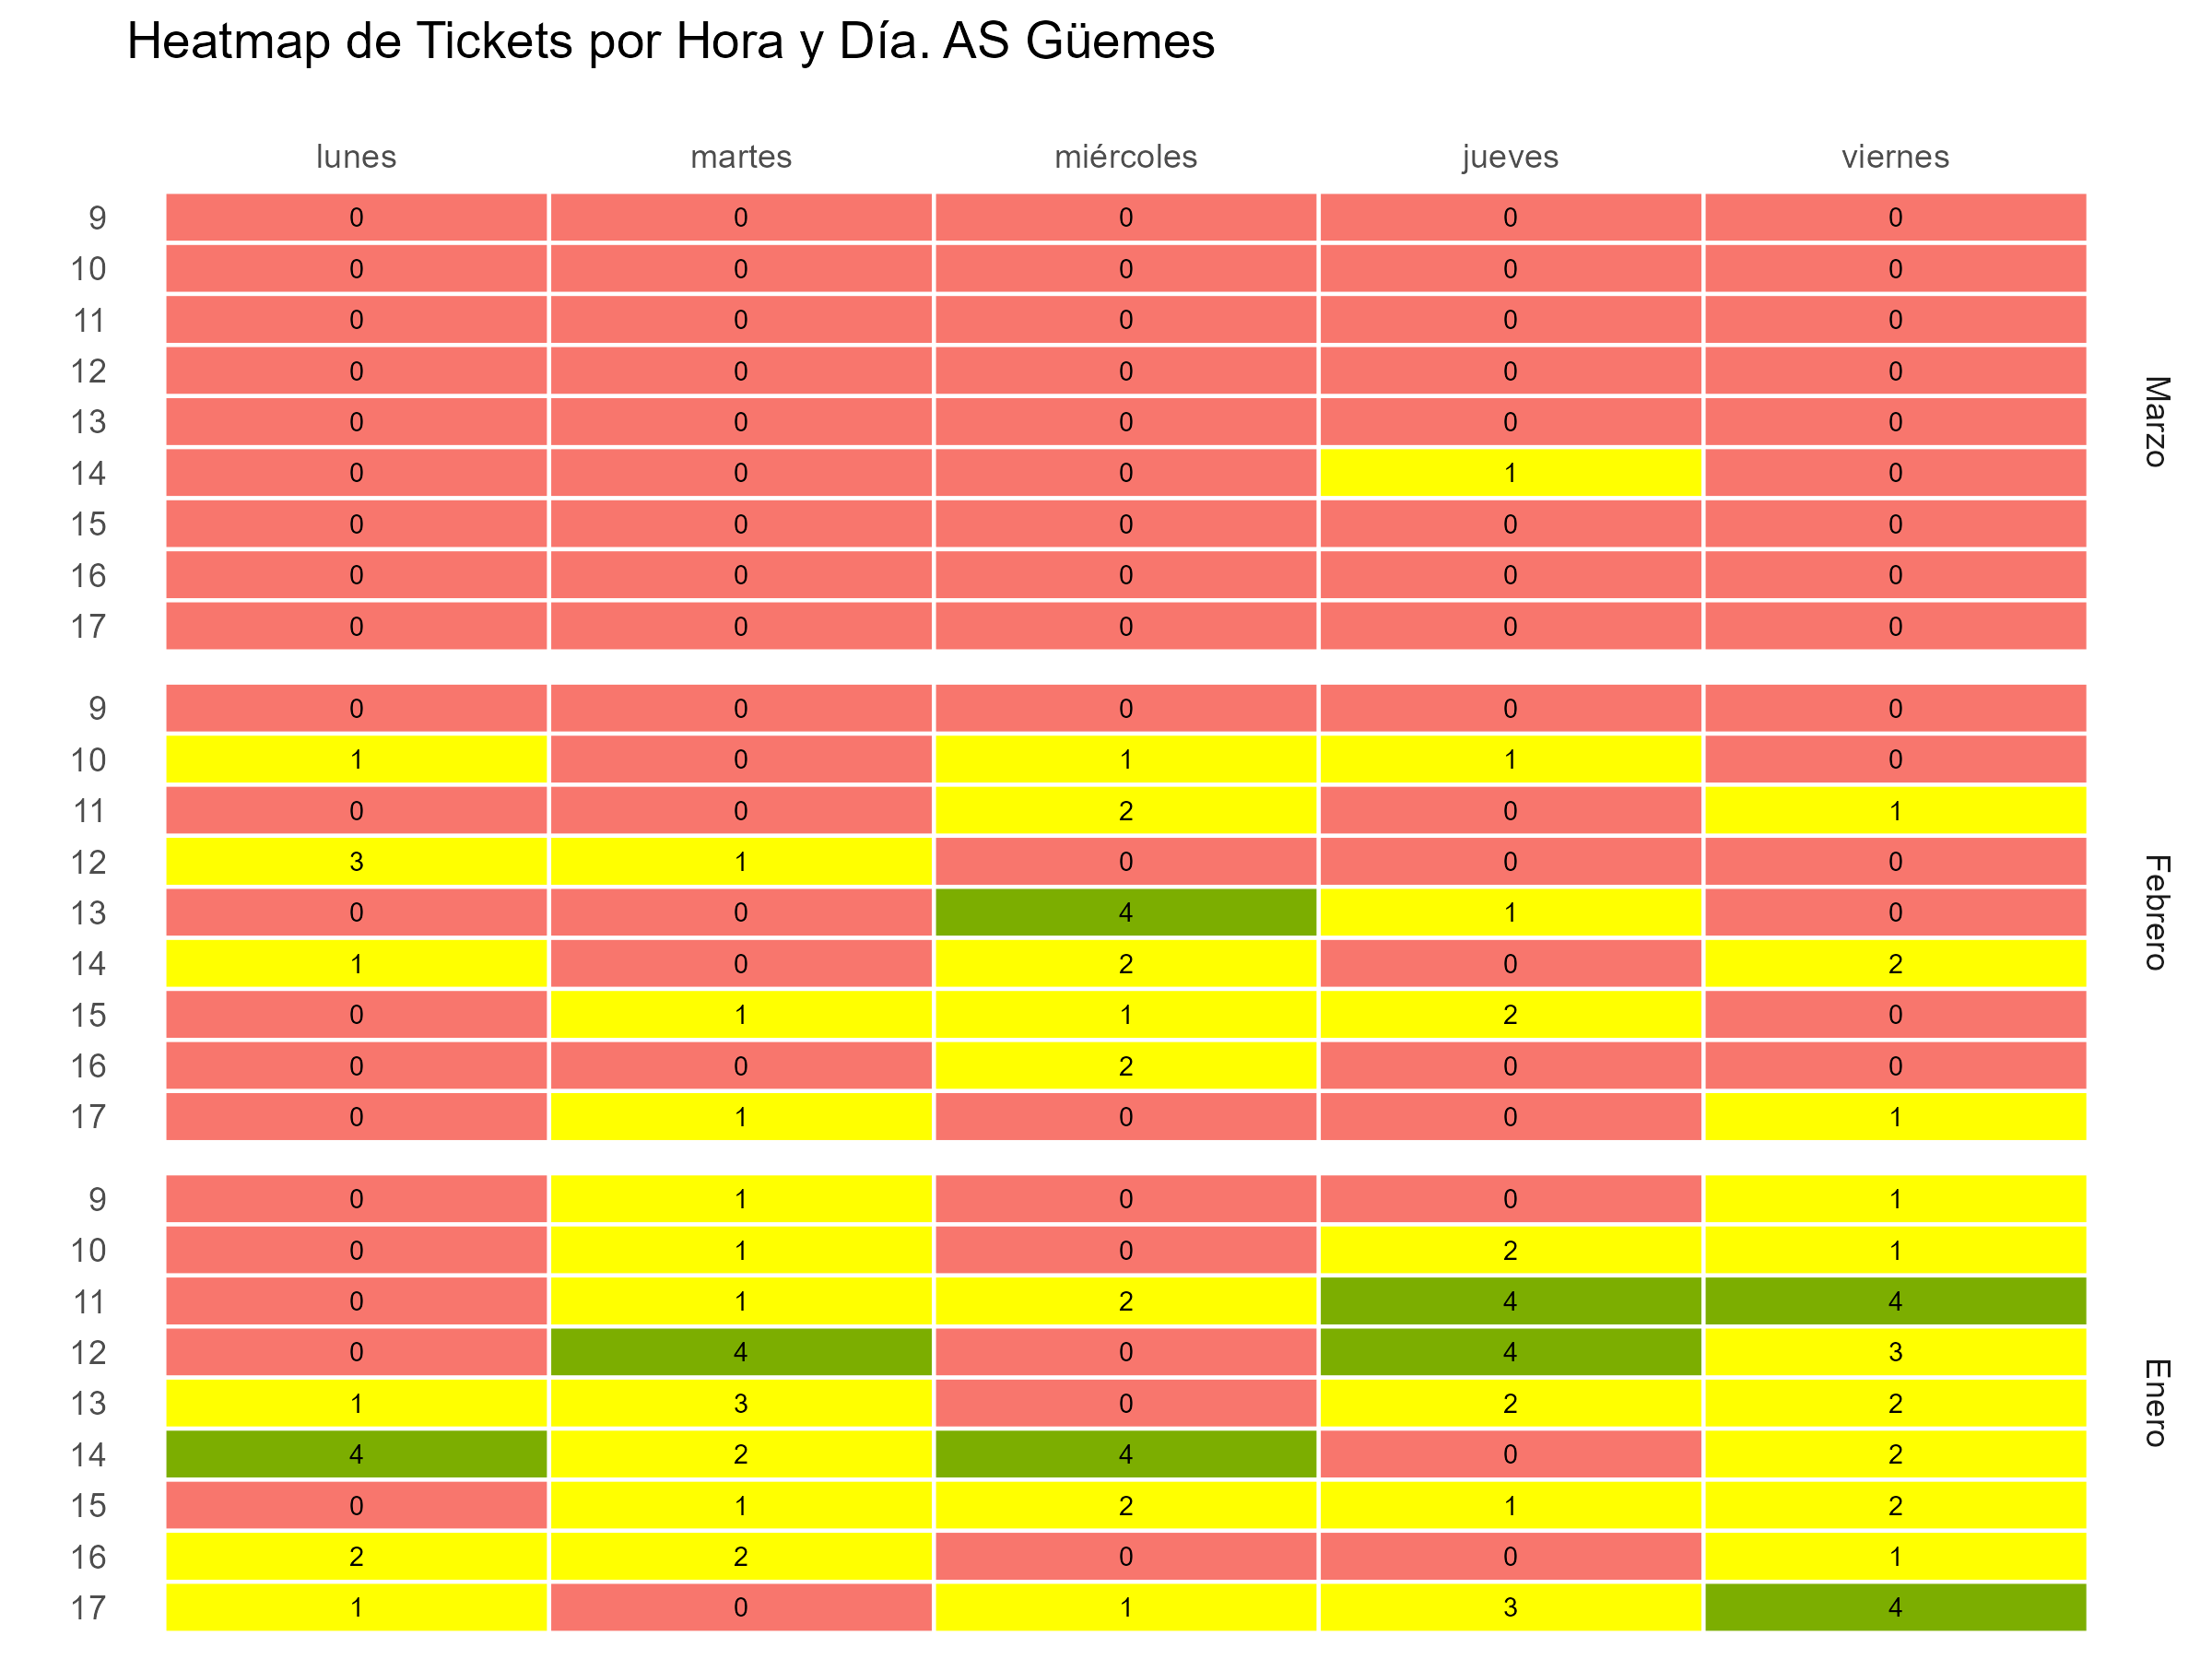 Heatmap de Tickets por Hora y Día. AS Güemes
lunes martes miércoles jueves viernes
9 0 0 0 0 0
10 0 0 0 0 0
11 0 0 0 0 0
12 0 0 0 0 0
13 0 0 0 0 0
14 0 0 0 1 0
15 0 0 0 0 0
16 0 0 0 0 0
17 0 0 0 0 0
Marzo
9 0 0 0 0 0
10 1 0 1 1 0
11 0 0 2 0 1
12 3 1 0 0 0
13 0 0 4 1 0
14 1 0 2 0 2
15 0 1 1 2 0
16 0 0 2 0 0
17 0 1 0 0 1
Febrero
9 0 1 0 0 1
10 0 1 0 2 1
11 0 1 2 4 4
12 0 4 0 4 3
13 1 3 0 2 2
14 4 2 4 0 2
15 0 1 2 1 2
16 2 2 0 0 1
17 1 0 1 3 4
Enero